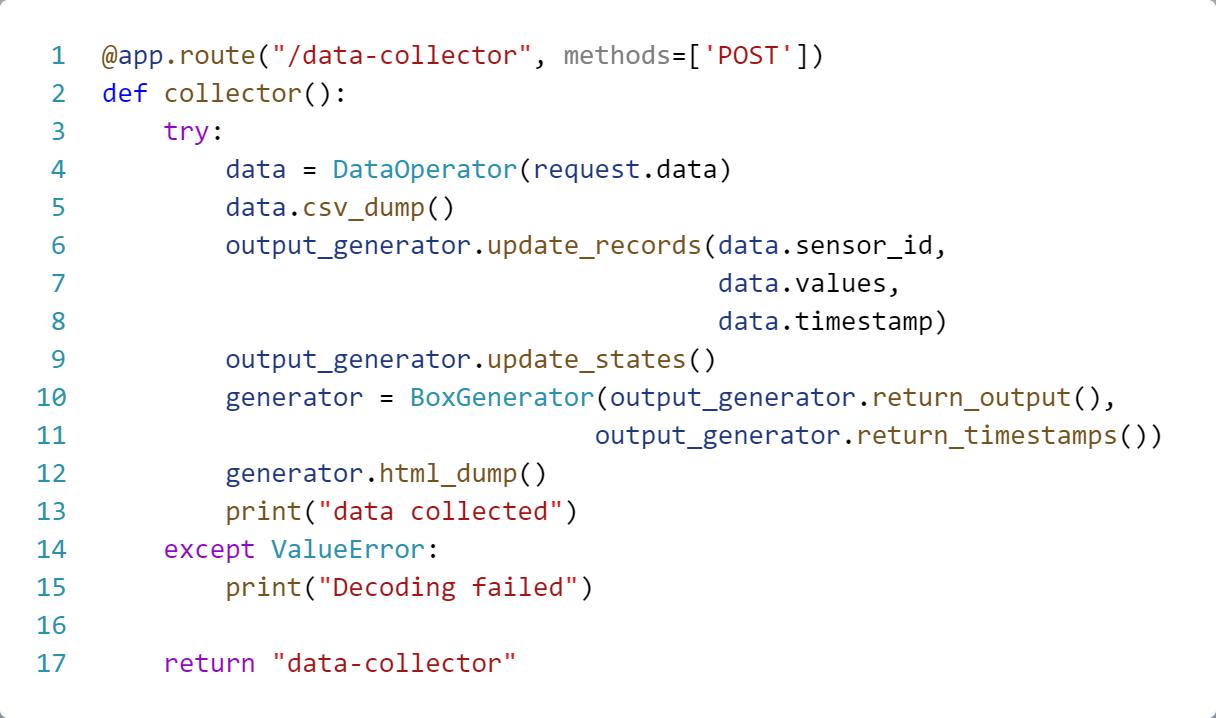 1 @app.route("/data-collector", methods=['POST'])
2 def collector():
3     try:
4         data = DataOperator(request.data)
5         data.csv_dump()
6         output_generator.update_records(data.sensor_id,
7                                         data.values,
8                                         data.timestamp)
9         output_generator.update_states()
10         generator = BoxGenerator(output_generator.return_output(),
11                                 output_generator.return_timestamps())
12         generator.html_dump()
13         print("data collected")
14     except ValueError:
15         print("Decoding failed")
16
17     return "data-collector"